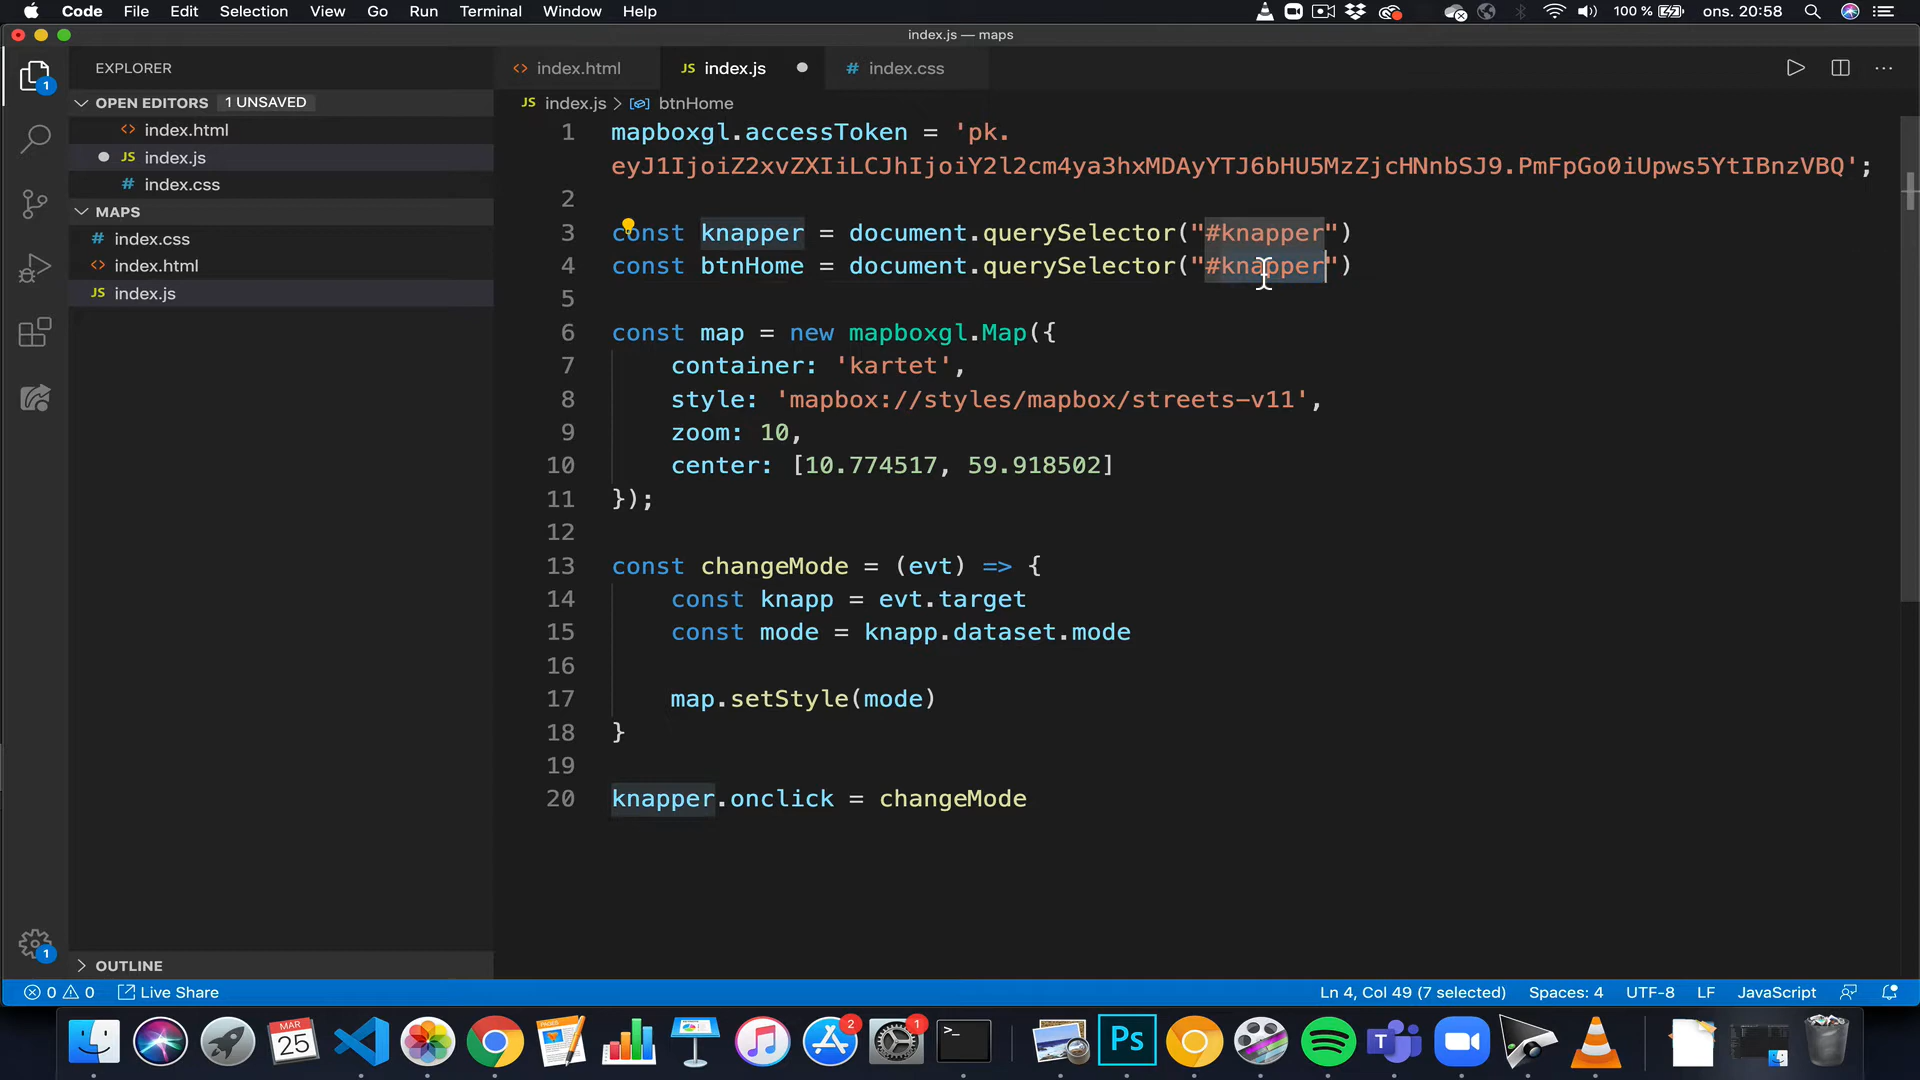 Code File Edit Selection View Go Run Terminal Window Help 100 % ons. 20:58
index.js — maps
EXPLORER
index.html
JS index.js
# index.css
OPEN EDITORS 1 UNSAVED
JS index.js > btnHome
<> index.html
JS index.js
# index.css
MAPS
# index.css
<> index.html
JS index.js
1 mapboxgl.accessToken = 'pk.
eyJ1IjoiZ2xvZXIiLCJhIjoiY2l2cm4ya3hxMDAyYTJ6bHU5MzZjcHNnbSJ9.PmFpGo0iUpws5YtIBnzVBQ';
2
3 const knapper = document.querySelector("#knapper")
4 const btnHome = document.querySelector("#knapper")
5
6 const map = new mapboxgl.Map({
7 container: 'kartet',
8 style: 'mapbox://styles/mapbox/streets-v11',
9 zoom: 10,
10 center: [10.774517, 59.918502]
11 });
12
13 const changeMode = (evt) => {
14 const knapp = evt.target
15 const mode = knapp.dataset.mode
16
17 map.setStyle(mode)
18 }
19
20 knapper.onclick = changeMode
OUTLINE
0 0 Live Share
Ln 4, Col 49 (7 selected) Spaces: 4 UTF-8 LF JavaScript
1
1
MAR
25
2
1
>_
Ps